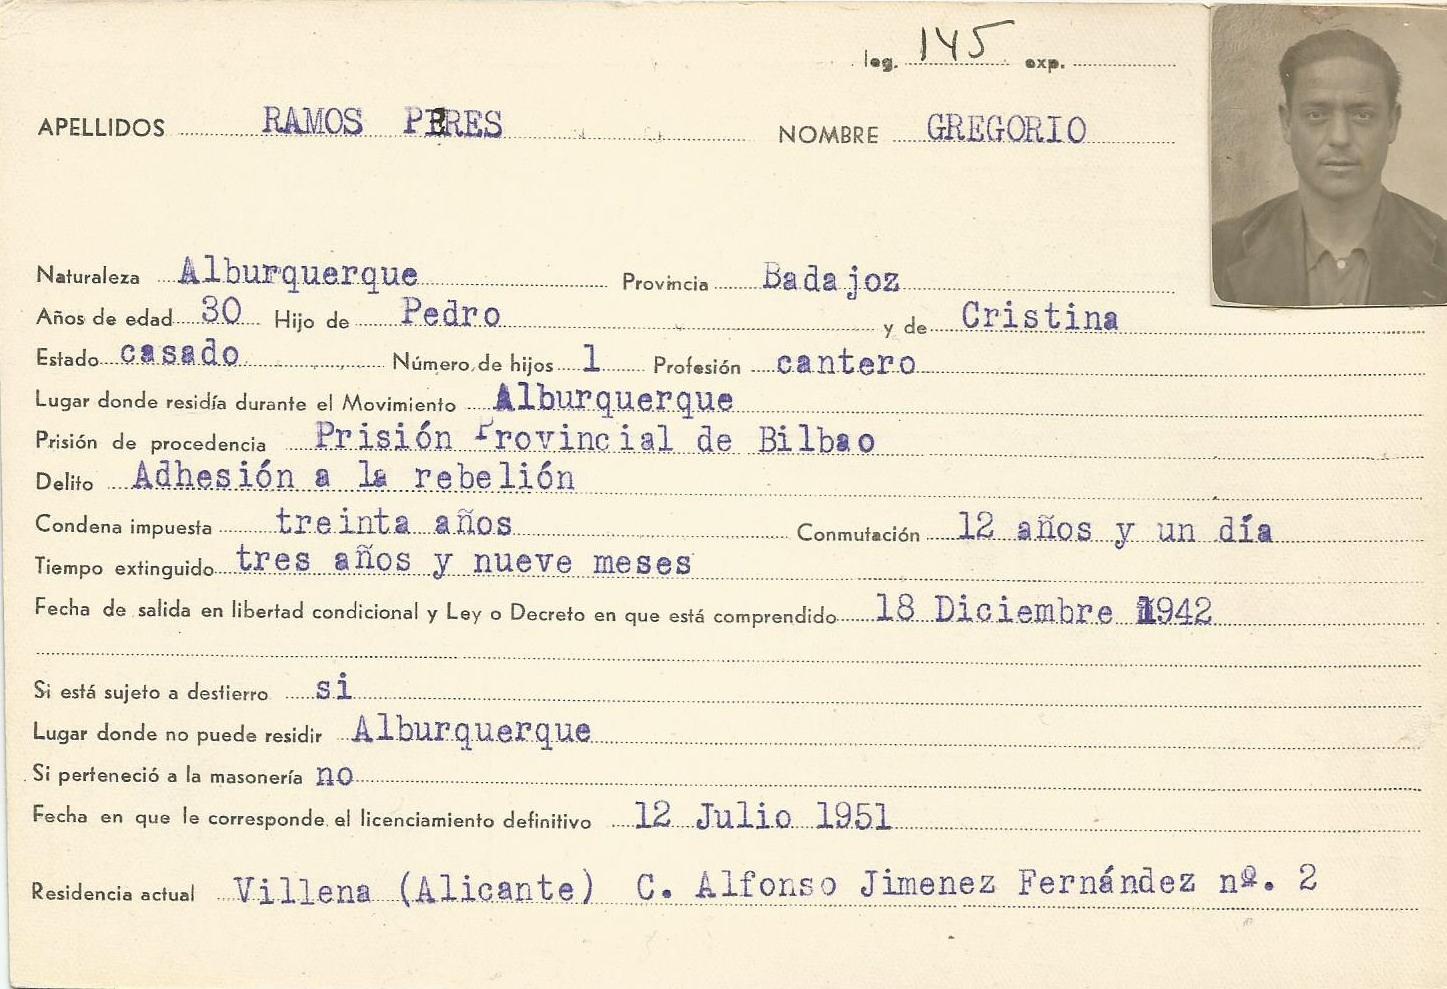 leg. 145 exp.
APELLIDOS RAMOS PERES NOMBRE GREGORIO
Naturaleza Alburquerque Provincia Badajoz
Años de edad 30 Hijo de Pedro y de Cristina
Estado casado Número de hijos 1 Profesión cantero
Lugar donde residía durante el Movimiento Alburquerque
Prisión de procedencia Prisión Provincial de Bilbao
Delito Adhesión a la rebelión
Condena impuesta treinta años Conmutación 12 años y un día
Tiempo extinguido tres años y nueve meses
Fecha de salida en libertad condicional y Ley o Decreto en que está comprendido 18 Diciembre 1942
Si está sujeto a destierro si
Lugar donde no puede residir Alburquerque
Si perteneció a la masonería no
Fecha en que le corresponde el licenciamiento definitivo 12 Julio 1951
Residencia actual Villena (Alicante) C. Alfonso Jimenez Fernández nº. 2